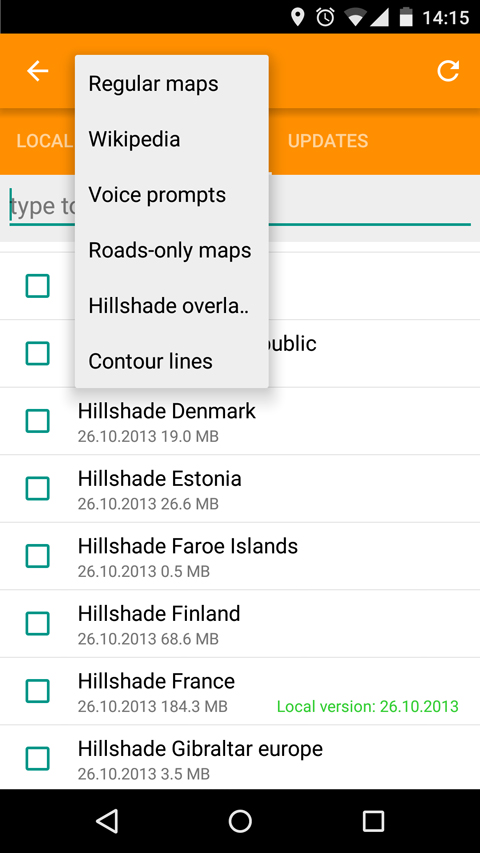 14:15
Regular maps
LOCAL
Wikipedia
UPDATES
Voice prompts
type
Roads-only maps
Hillshade overla..
Contour lines
Hillshade Denmark
26.10.2013 19.0 MB
Hillshade Estonia
26.10.2013 26.6 MB
Hillshade Faroe Islands
26.10.2013 0.5 MB
Hillshade Finland
26.10.2013 68.6 MB
Hillshade France
26.10.2013 184.3 MB Local version: 26.10.2013
Hillshade Gibraltar europe
26.10.2013 3.5 MB